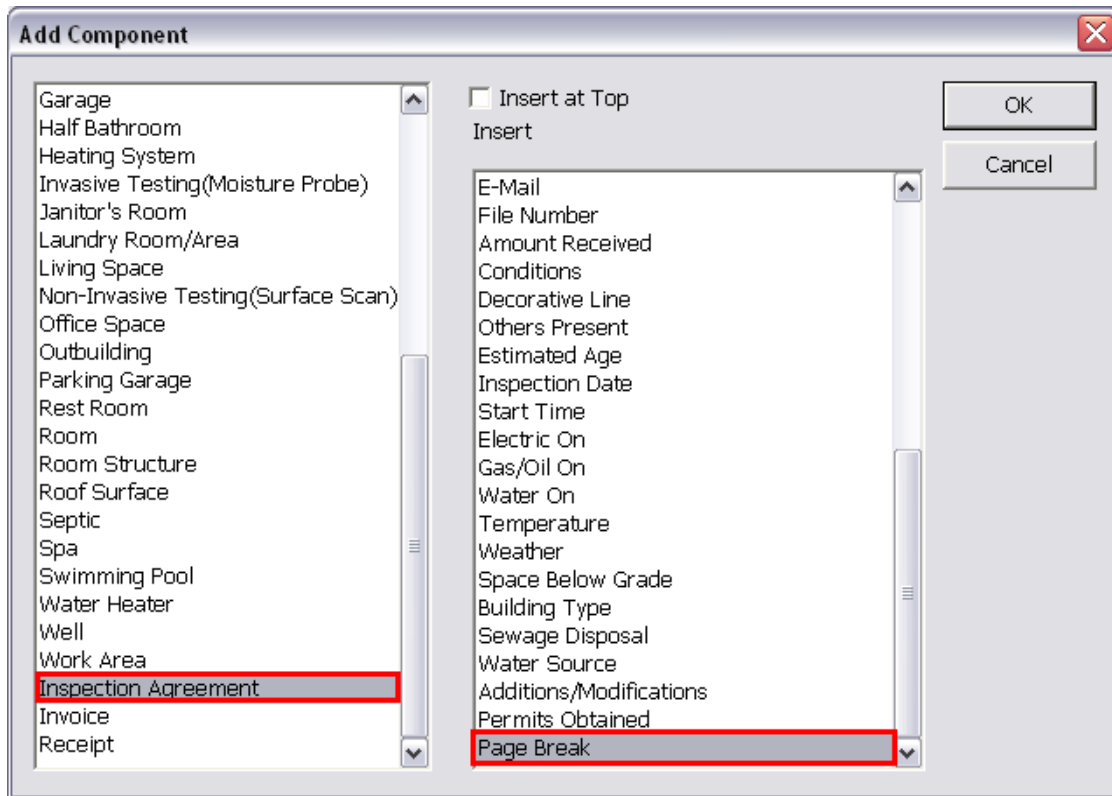 Add Component
Garage
Half Bathroom
Heating System
Invasive Testing(Moisture Probe)
Janitor's Room
Laundry Room/Area
Living Space
Non-Invasive Testing(Surface Scan)
Office Space
Outbuilding
Parking Garage
Rest Room
Room
Room Structure
Roof Surface
Septic
Spa
Swimming Pool
Water Heater
Well
Work Area
Inspection Agreement
Invoice
Receipt
Insert at Top
Insert
E-Mail
File Number
Amount Received
Conditions
Decorative Line
Others Present
Estimated Age
Inspection Date
Start Time
Electric On
Gas/Oil On
Water On
Temperature
Weather
Space Below Grade
Building Type
Sewage Disposal
Water Source
Additions/Modifications
Permits Obtained
Page Break
OK
Cancel